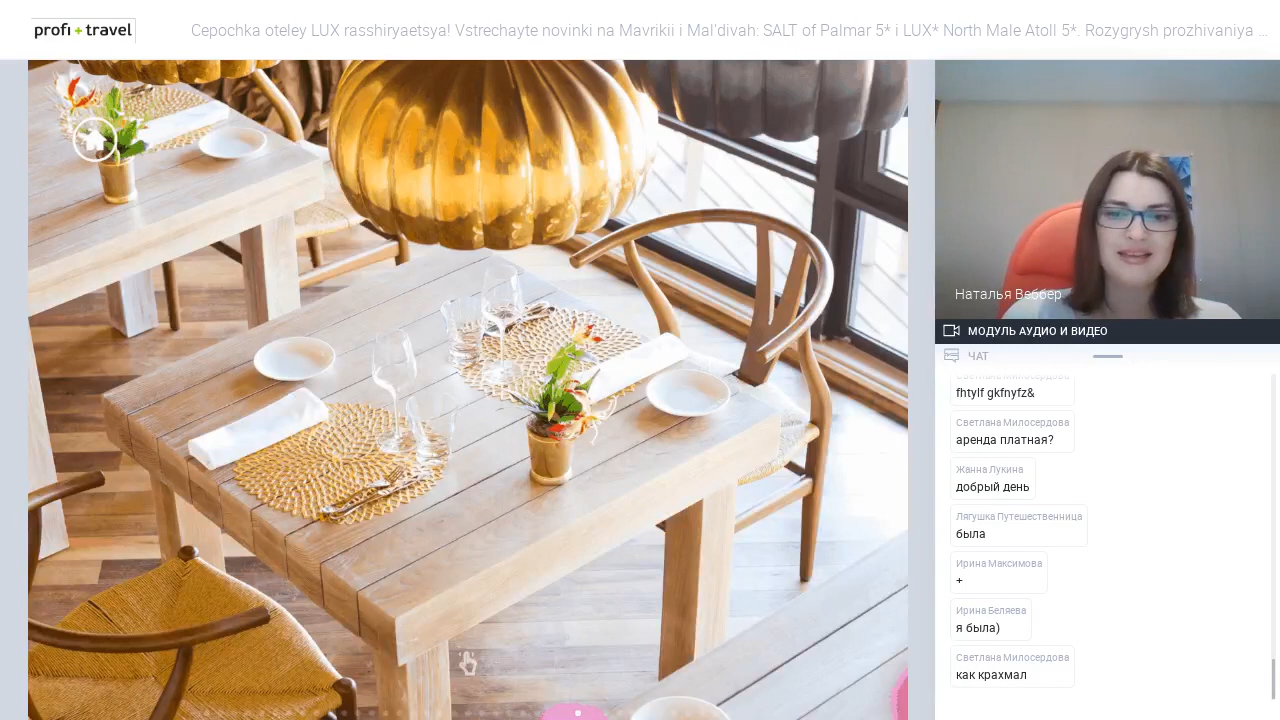 profi + travel
Cepochka oteley LUX rasshiryaetsya! Vstrechayte novinki na Mavrikii i Mal'divah: SALT of Palmar 5* i LUX* North Male Atoll 5*. Rozygrysh prozhivaniya ...
Наталья Веббер
МОДУЛЬ АУДИО И ВИДЕО
ЧАТ
Светлана Милосердова
fhtylf gkfnyfz&
Светлана Милосердова
аренда платная?
Жанна Лукина
добрый день
Лягушка Путешественница
была
Ирина Максимова
+
Ирина Беляева
я была)
Светлана Милосердова
как крахмал